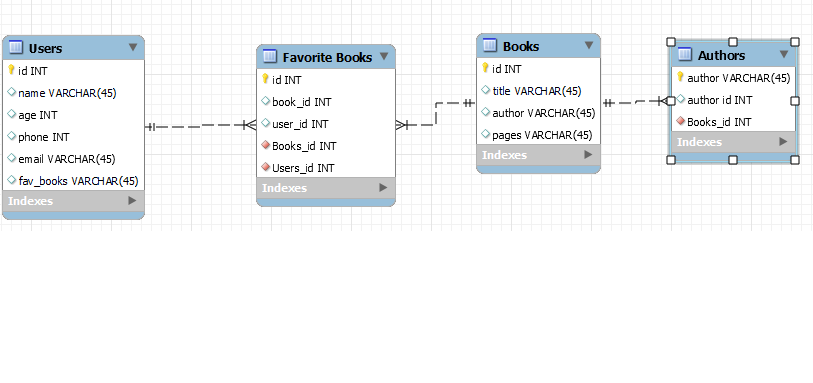 Users
id INT
name VARCHAR(45)
age INT
phone INT
email VARCHAR(45)
fav_books VARCHAR(45)
Indexes
Favorite Books
id INT
book_id INT
user_id INT
Books_id INT
Users_id INT
Indexes
Books
id INT
title VARCHAR(45)
author VARCHAR(45)
pages VARCHAR(45)
Indexes
Authors
author VARCHAR(45)
author id INT
Books_id INT
Indexes